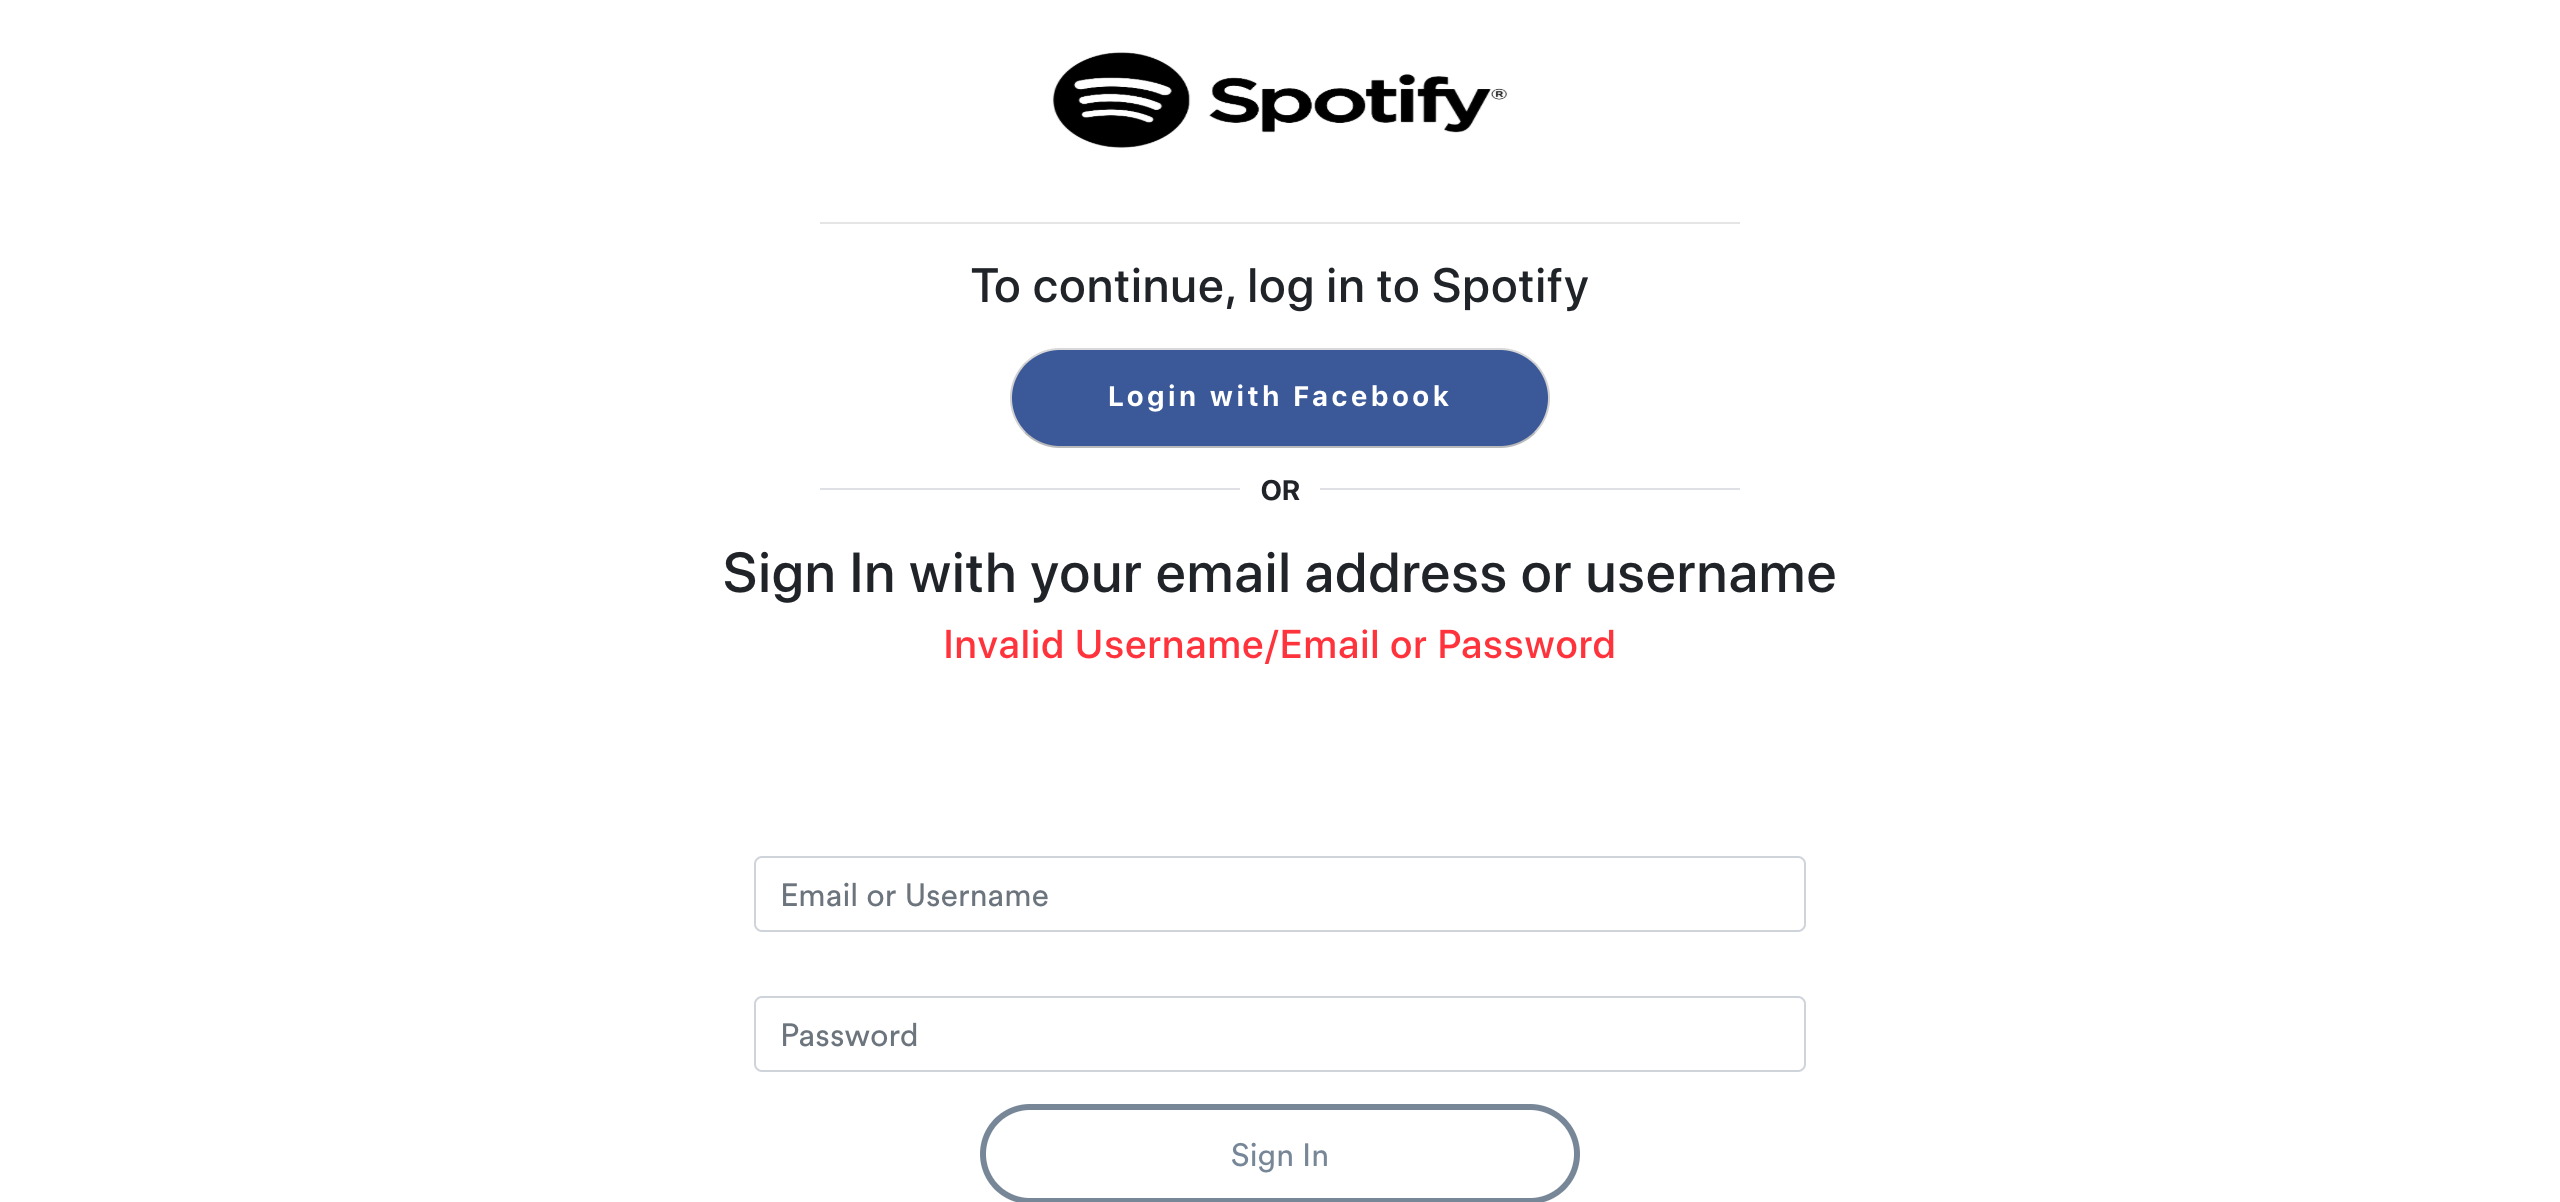 Spotify®
To continue, log in to Spotify
Login with Facebook
OR
Sign In with your email address or username
Invalid Username/Email or Password
Email or Username
Password
Sign In